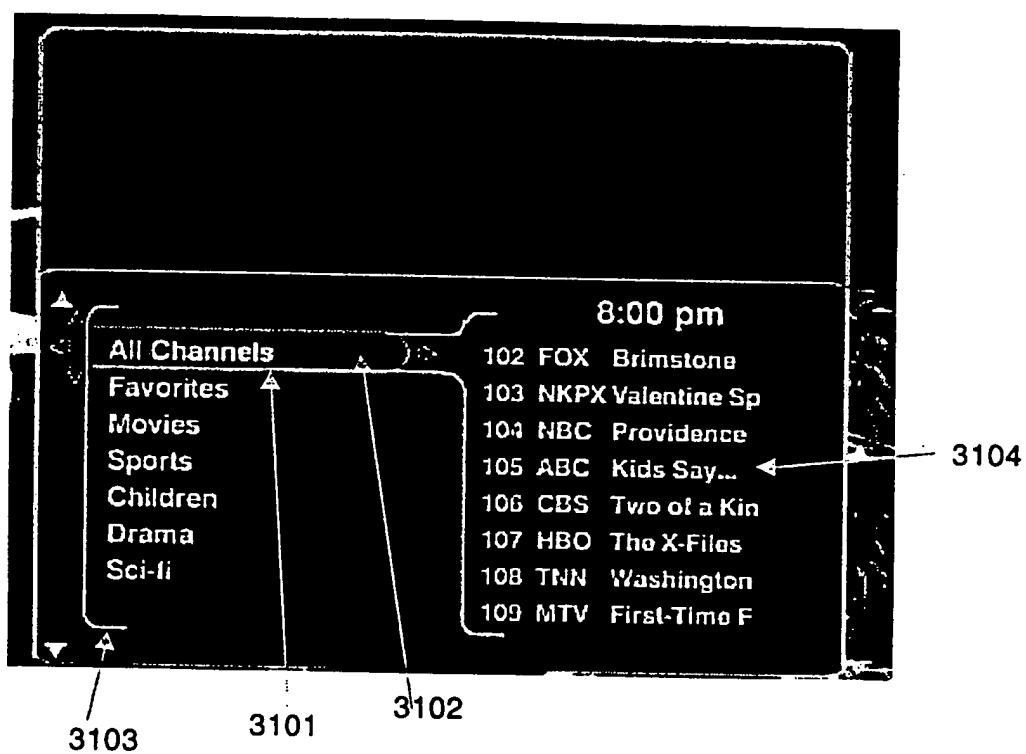 8:00 pm
All Channels
Favorites
Movies
Sports
Children
Drama
Sci-fi
102 FOX Brimstone
103 NKPX Valentine Sp
104 NBC Providence
105 ABC Kids Say...
106 CBS Two of a Kin
107 HBO The X-Files
108 TNN Washington
109 MTV First-Time F
3104
3103
3101
3102